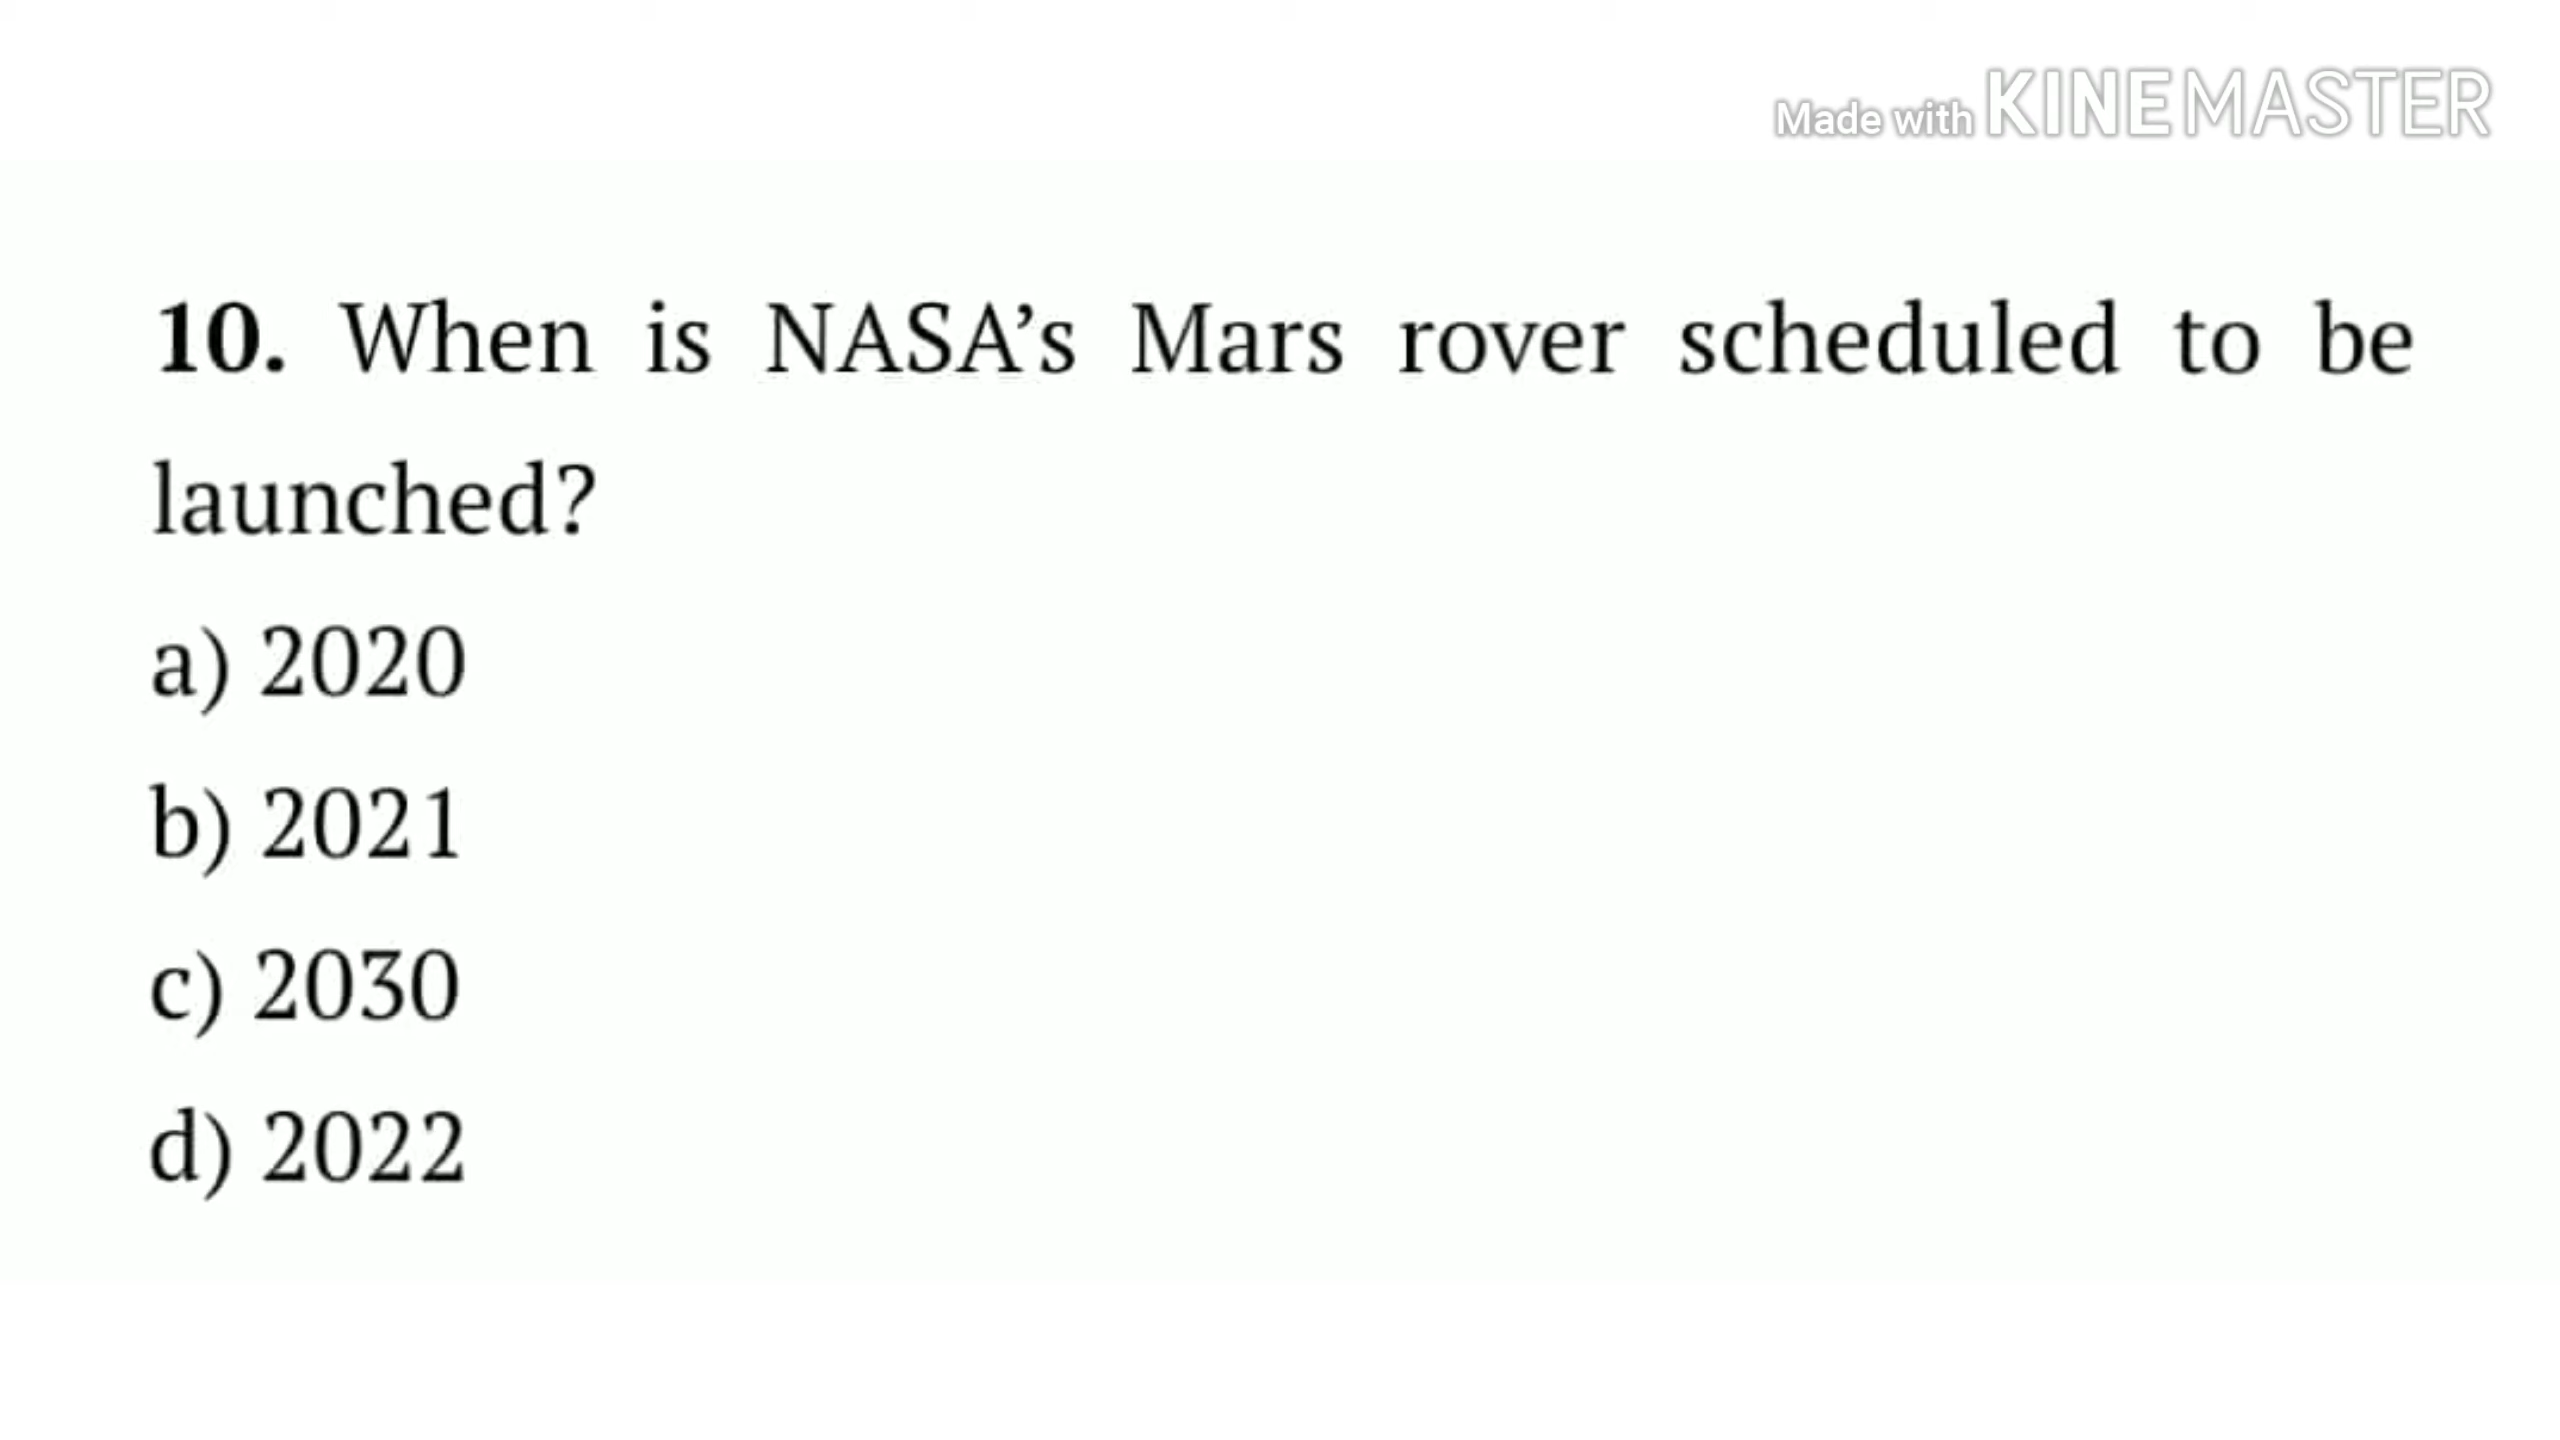 Made with KINEMASTER
10. When is NASA’s Mars rover scheduled to be
launched?
a) 2020
b) 2021
c) 2030
d) 2022